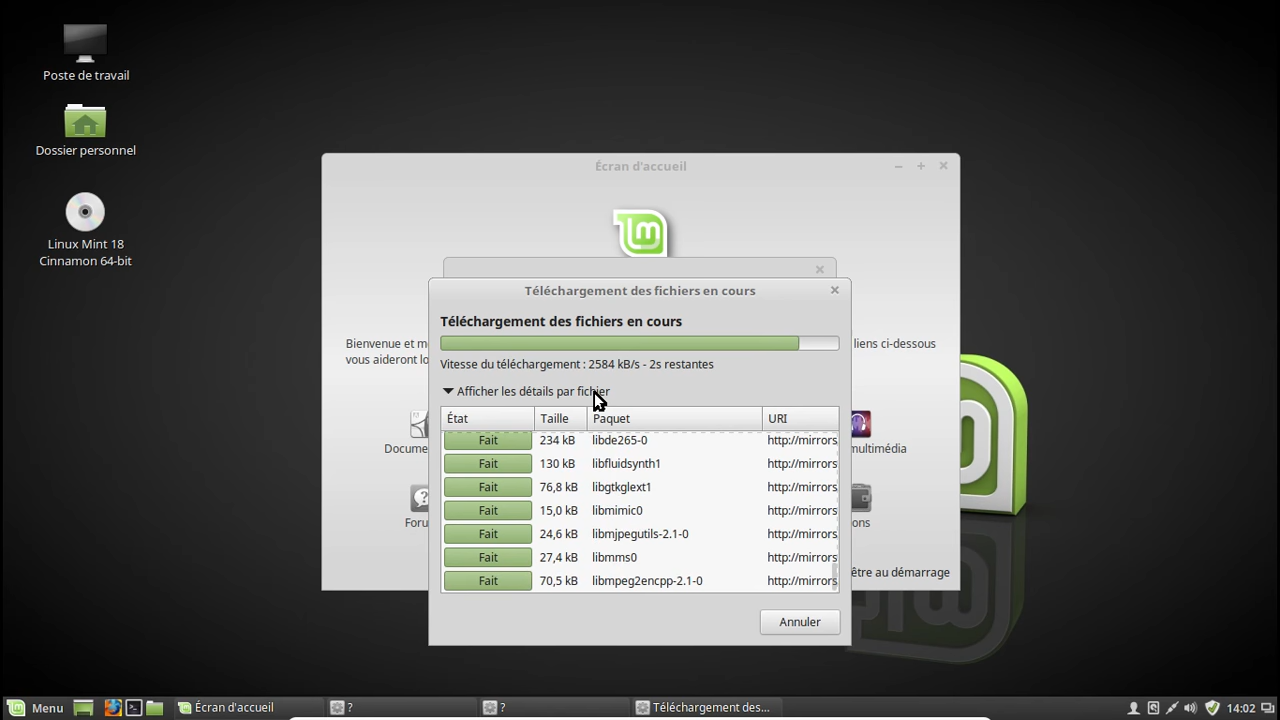 Poste de travail
Dossier personnel
Linux Mint 18
Cinnamon 64-bit
Écran d'accueil
Bienvenue et m
liens ci-dessous
vous aideront lo
Docume
multimédia
Foru
ons
être au démarrage
Téléchargement des fichiers en cours
Téléchargement des fichiers en cours
Vitesse du téléchargement : 2584 kB/s - 2s restantes
Afficher les détails par fichier
État Taille Paquet URI
Fait 234 kB libde265-0 http://mirrors
Fait 130 kB libfluidsynth1 http://mirrors
Fait 76,8 kB libgtkglext1 http://mirrors
Fait 15,0 kB libmimic0 http://mirrors
Fait 24,6 kB libmjpegutils-2.1-0 http://mirrors
Fait 27,4 kB libmms0 http://mirrors
Fait 70,5 kB libmpeg2encpp-2.1-0 http://mirrors
Annuler
Menu Écran d'accueil ? ? Téléchargement des... 14:02